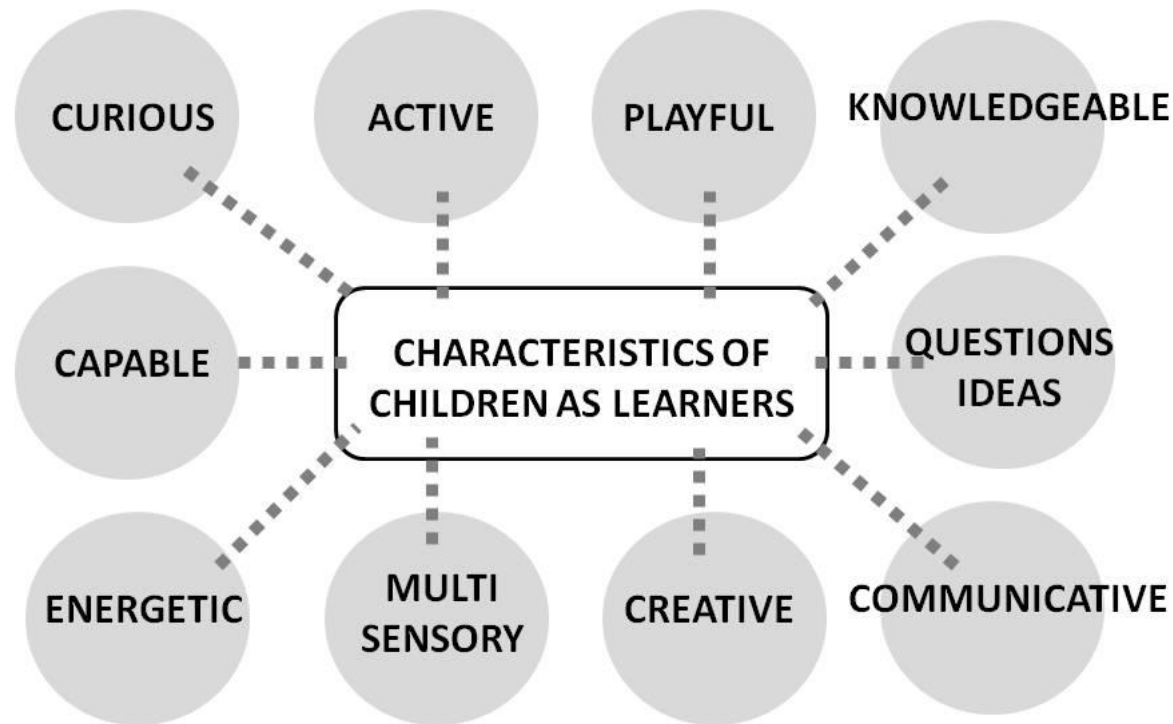 CURIOUS
ACTIVE
PLAYFUL
KNOWLEDGEABLE
CAPABLE
CHARACTERISTICS OF
CHILDREN AS LEARNERS
QUESTIONS
IDEAS
ENERGETIC
MULTI
SENSORY
CREATIVE
COMMUNICATIVE